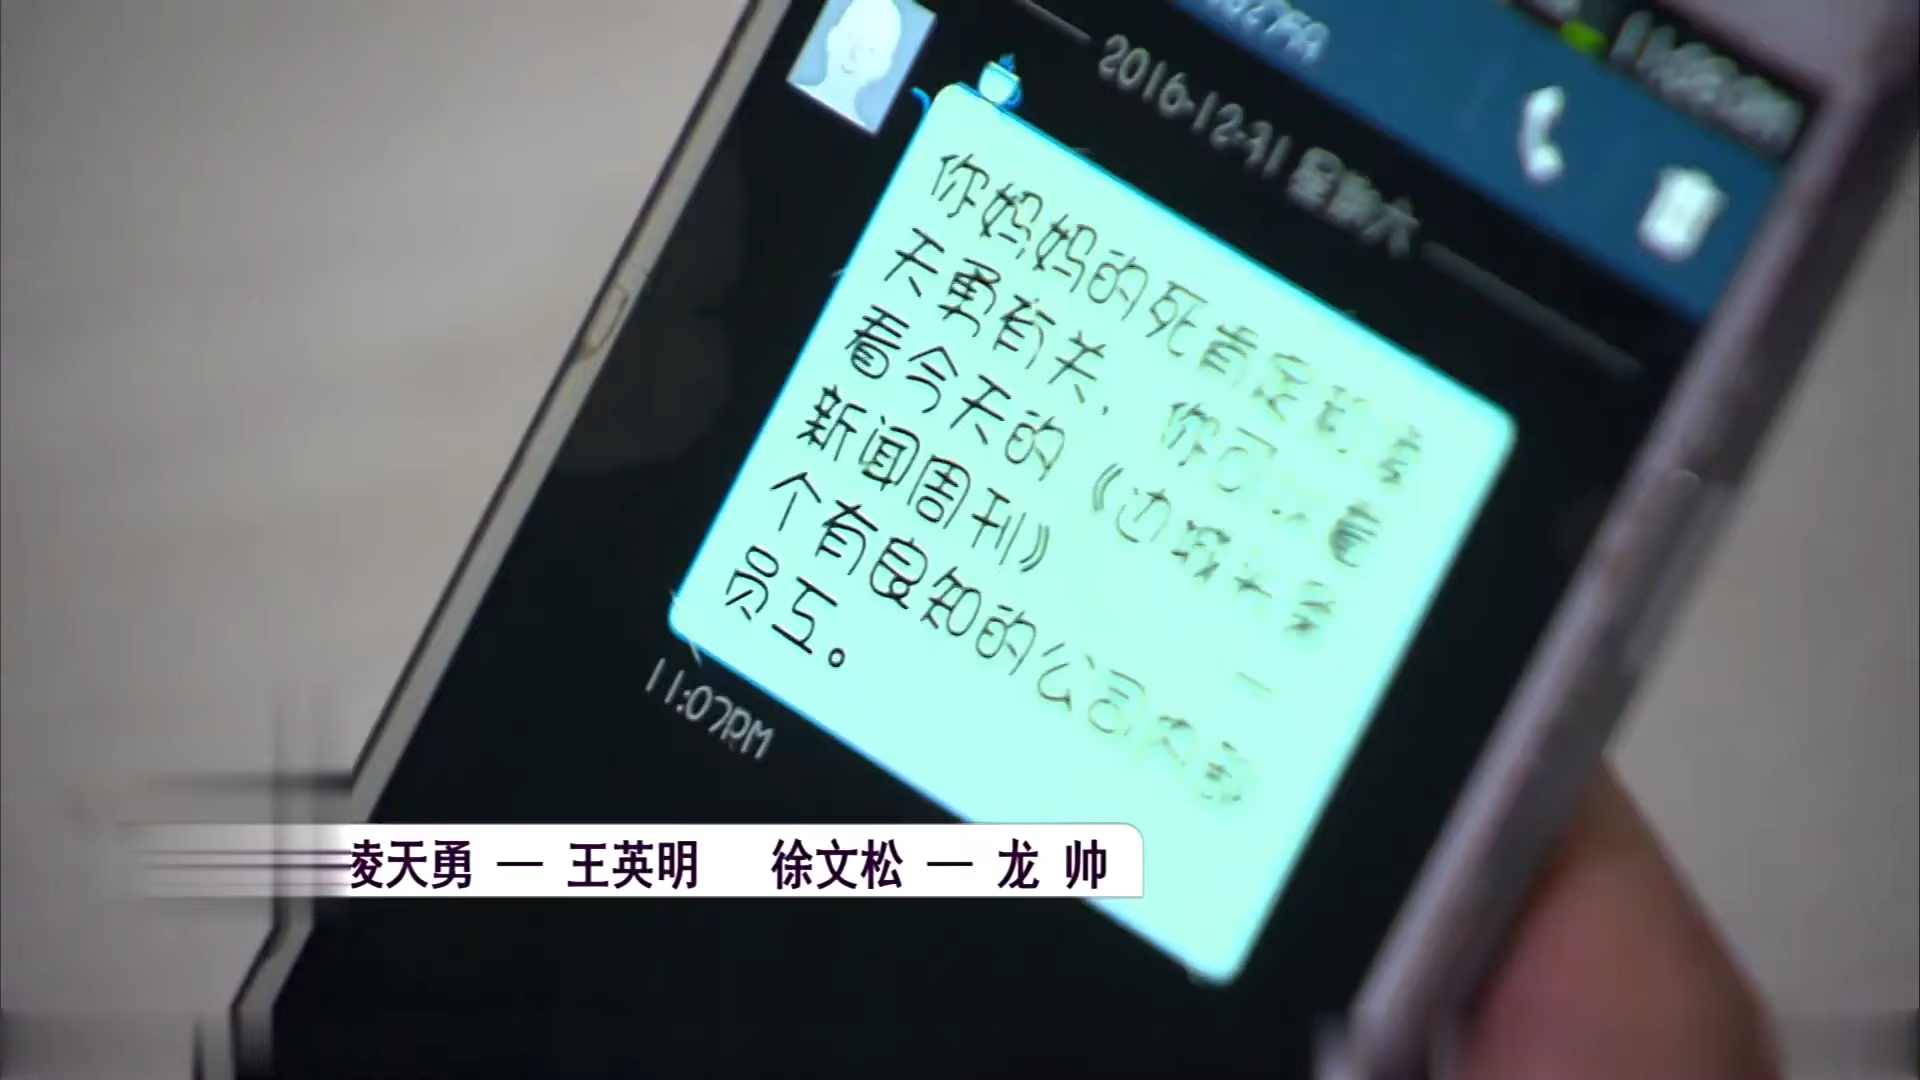 2016-12-31 星期六
你妈妈的死肯定
天勇有关，你可以看
看今天的《边城
新闻周刊》 一
个有良知的公司内部
员工。
11:07PM
凌天勇 — 王英明 徐文松 — 龙 帅